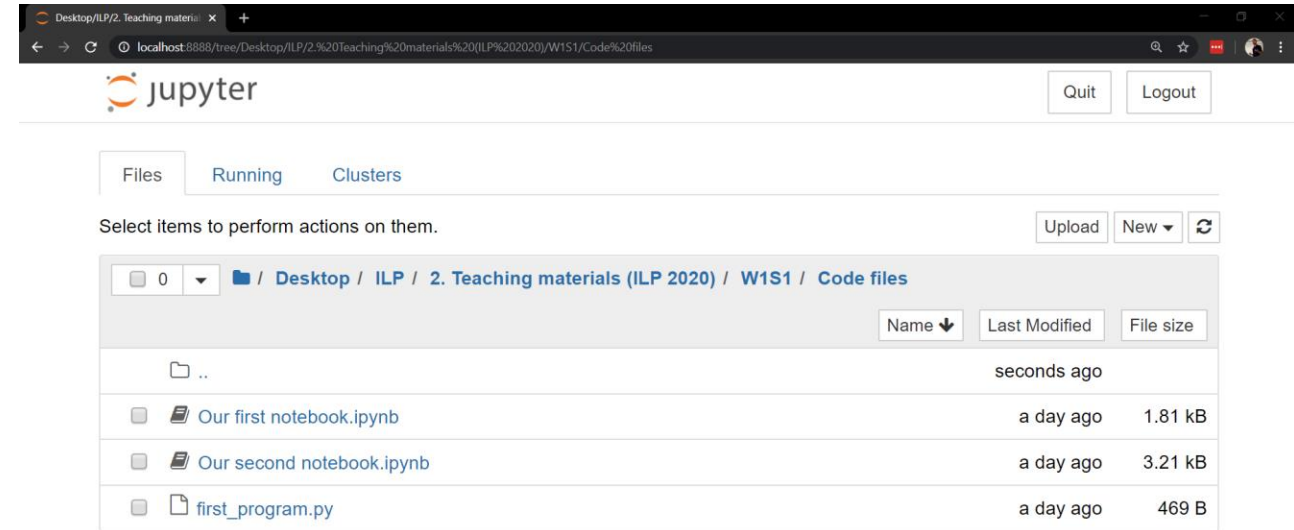 Desktop/ILP/2. Teaching material
localhost:8888/tree/Desktop/ILP/2.%20Teaching%20materials%20(ILP%202020)/W1S1/Code%20files
jupyter
Quit Logout
Files Running Clusters
Select items to perform actions on them.
Upload New
0 / Desktop / ILP / 2. Teaching materials (ILP 2020) / W1S1 / Code files
Name Last Modified File size
.. seconds ago
Our first notebook.ipynb a day ago 1.81 kB
Our second notebook.ipynb a day ago 3.21 kB
first_program.py a day ago 469 B